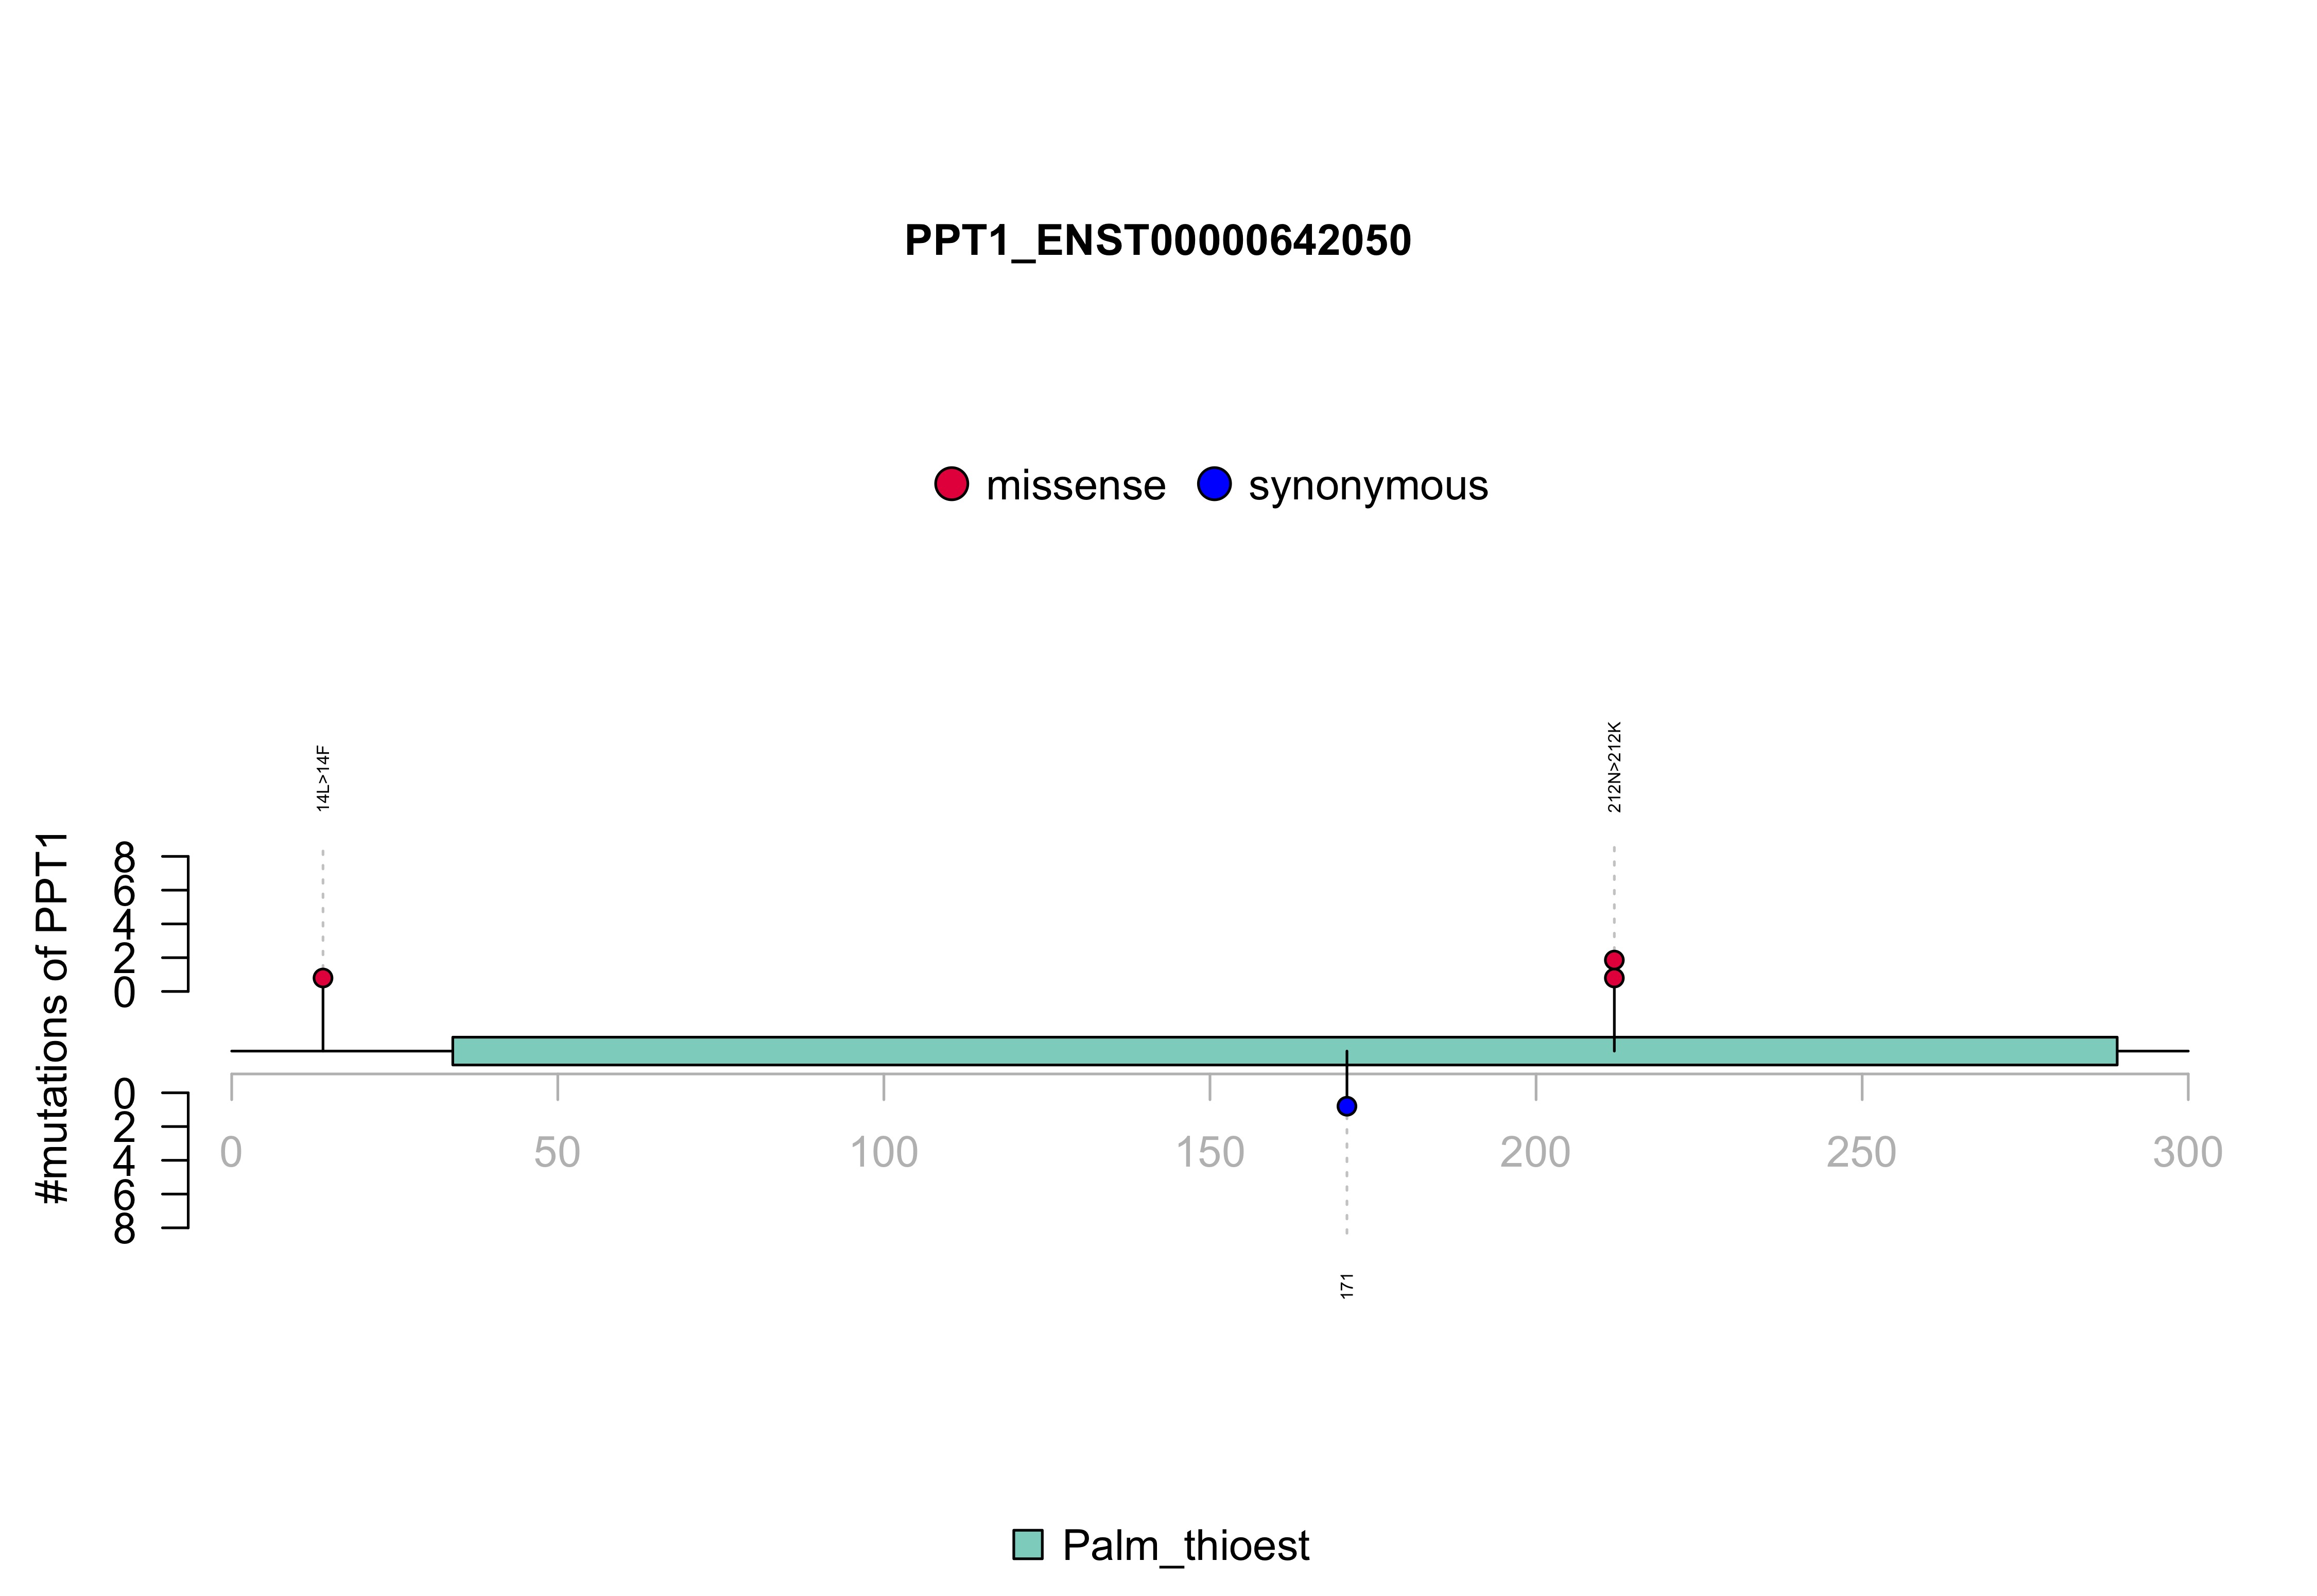 PPT1_ENST00000642050
missense synonymous
14L>14F
212N>212K
#mutations of PPT1
8
6
4
2
0
0
2
4
6
8
0 50 100 150 200 250 300
171
Palm_thioest